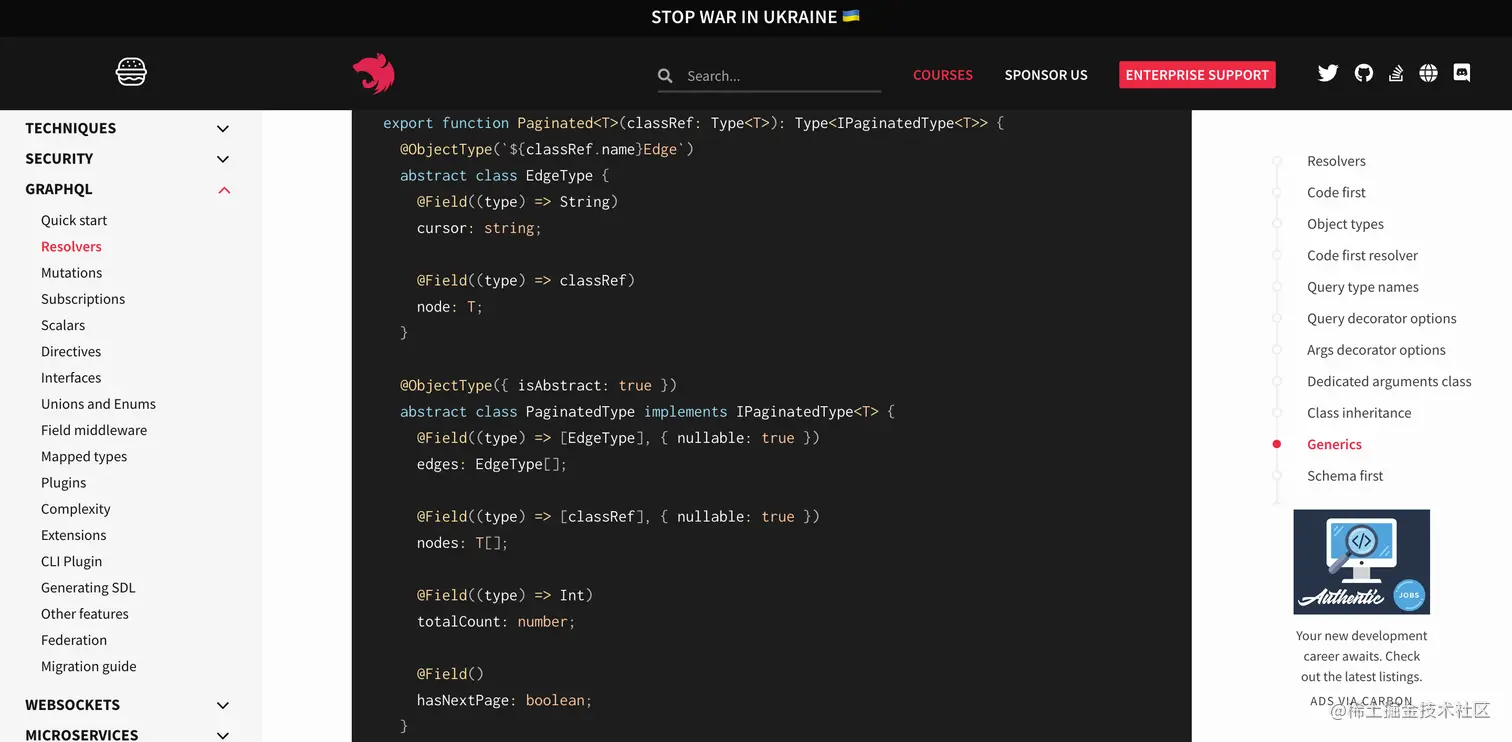 STOP WAR IN UKRAINE 🇺🇦
Search...
COURSES
SPONSOR US
ENTERPRISE SUPPORT
TECHNIQUES
SECURITY
GRAPHQL
Quick start
Resolvers
Mutations
Subscriptions
Scalars
Directives
Interfaces
Unions and Enums
Field middleware
Mapped types
Plugins
Complexity
Extensions
CLI Plugin
Generating SDL
Other features
Federation
Migration guide
WEBSOCKETS
MICROSERVICES
export function Paginated<T>(classRef: Type<T>): Type<IPaginatedType<T>> {
  @ObjectType(`${classRef.name}Edge`)
  abstract class EdgeType {
    @Field((type) => String)
    cursor: string;
    @Field((type) => classRef)
    node: T;
  }
  @ObjectType({ isAbstract: true })
  abstract class PaginatedType implements IPaginatedType<T> {
    @Field((type) => [EdgeType], { nullable: true })
    edges: EdgeType[];
    @Field((type) => [classRef], { nullable: true })
    nodes: T[];
    @Field((type) => Int)
    totalCount: number;
    @Field()
    hasNextPage: boolean;
  }
Resolvers
Code first
Object types
Code first resolver
Query type names
Query decorator options
Args decorator options
Dedicated arguments class
Class inheritance
Generics
Schema first
</>
Authentic
JOBS
Your new development
career awaits. Check
out the latest listings.
ADS VIA CARBON
@稀土掘金技术社区